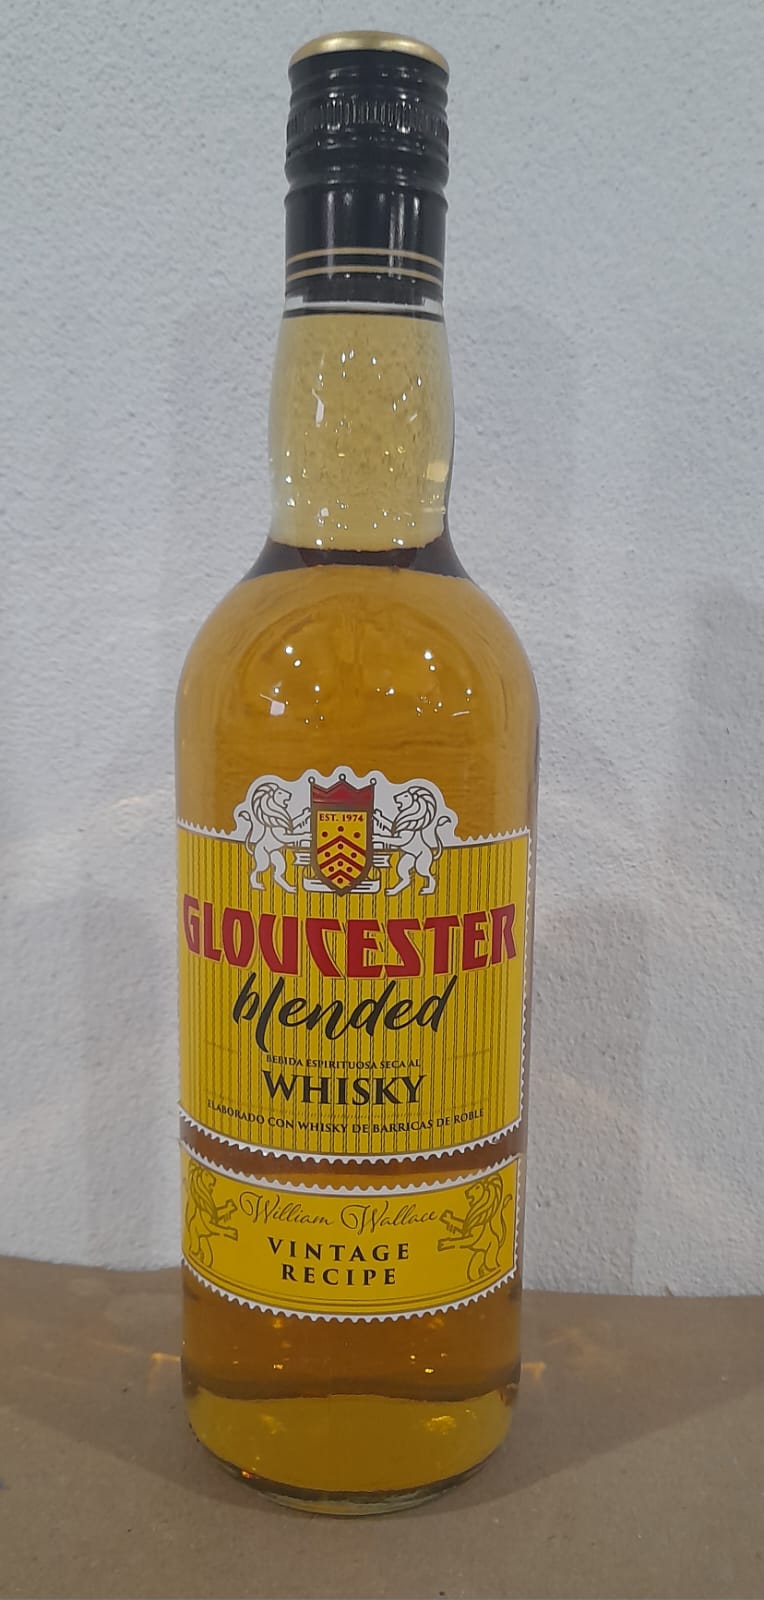 EST. 1974
GLOUCESTER
blended
BEBIDA ESPIRITUOSA SECA AL
WHISKY
ELABORADO CON WHISKY DE BARRICAS DE ROBLE
William Wallace
VINTAGE
RECIPE